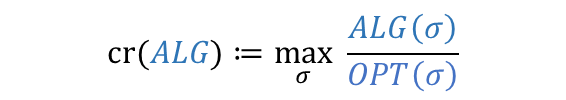 cr(ALG) ≔ max_σ ALG(σ) / OPT(σ)